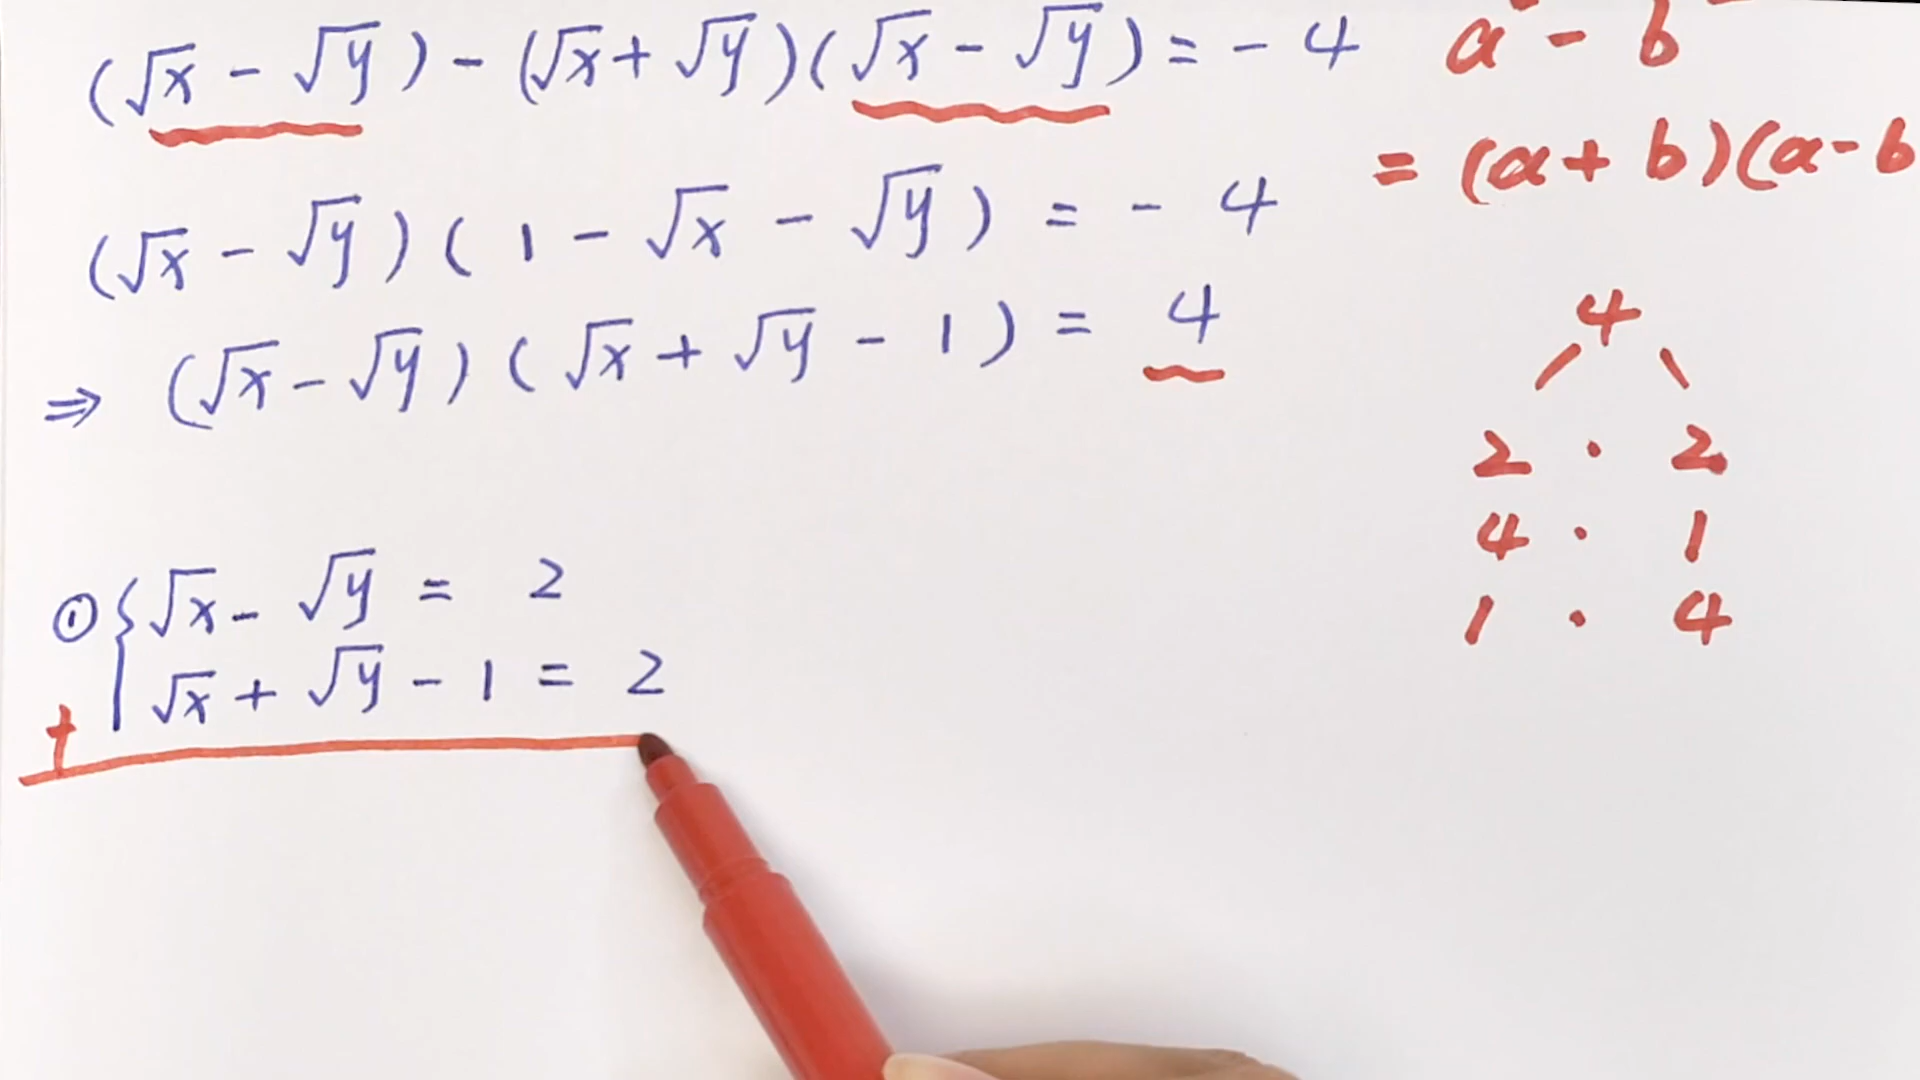 (√x - √y) - (√x + √y)(√x - √y) = - 4
(√x - √y)(1 - √x - √y) = - 4
⇒ (√x - √y)(√x + √y - 1) = 4
① { √x - √y = 2
√x + √y - 1 = 2
+
a - b
= (a + b)(a - b
4
2 · 2
4 · 1
1 · 4